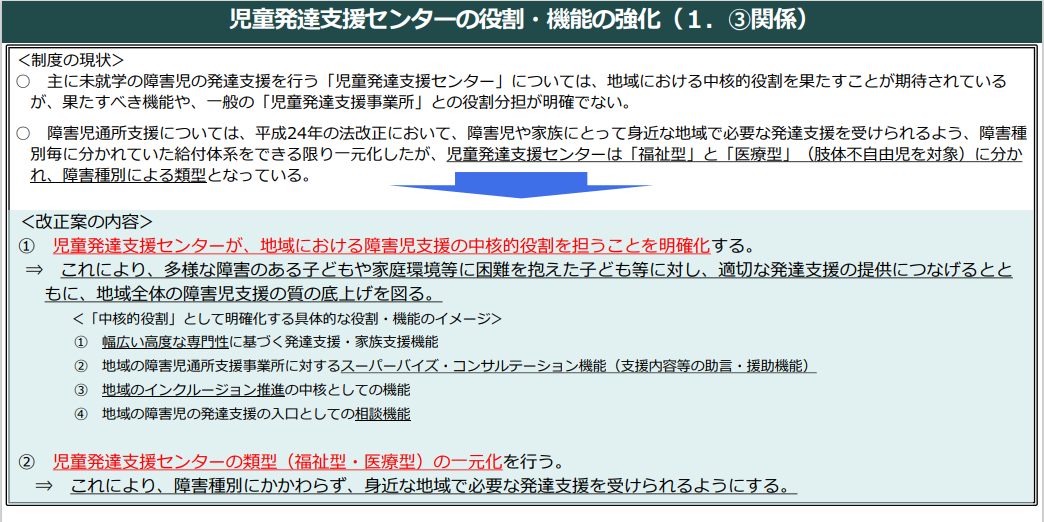 児童発達支援センターの役割・機能の強化（１．③関係）
＜制度の現状＞
○　主に未就学の障害児の発達支援を行う「児童発達支援センター」については、地域における中核的役割を果たすことが期待されている
が、果たすべき機能や、一般の「児童発達支援事業所」との役割分担が明確でない。
○　障害児通所支援については、平成24年の法改正において、障害児や家族にとって身近な地域で必要な発達支援を受けられるよう、障害種
別毎に分かれていた給付体系をできる限り一元化したが、児童発達支援センターは「福祉型」と「医療型」（肢体不自由児を対象）に分か
れ、障害種別による類型となっている。
＜改正案の内容＞
①　児童発達支援センターが、地域における障害児支援の中核的役割を担うことを明確化する。
⇒　これにより、多様な障害のある子どもや家庭環境等に困難を抱えた子ども等に対し、適切な発達支援の提供につなげるとと
もに、地域全体の障害児支援の質の底上げを図る。
＜「中核的役割」として明確化する具体的な役割・機能のイメージ＞
①　幅広い高度な専門性に基づく発達支援・家族支援機能
②　地域の障害児通所支援事業所に対するスーパーバイズ・コンサルテーション機能（支援内容等の助言・援助機能）
③　地域のインクルージョン推進の中核としての機能
④　地域の障害児の発達支援の入口としての相談機能
②　児童発達支援センターの類型（福祉型・医療型）の一元化を行う。
⇒　これにより、障害種別にかかわらず、身近な地域で必要な発達支援を受けられるようにする。